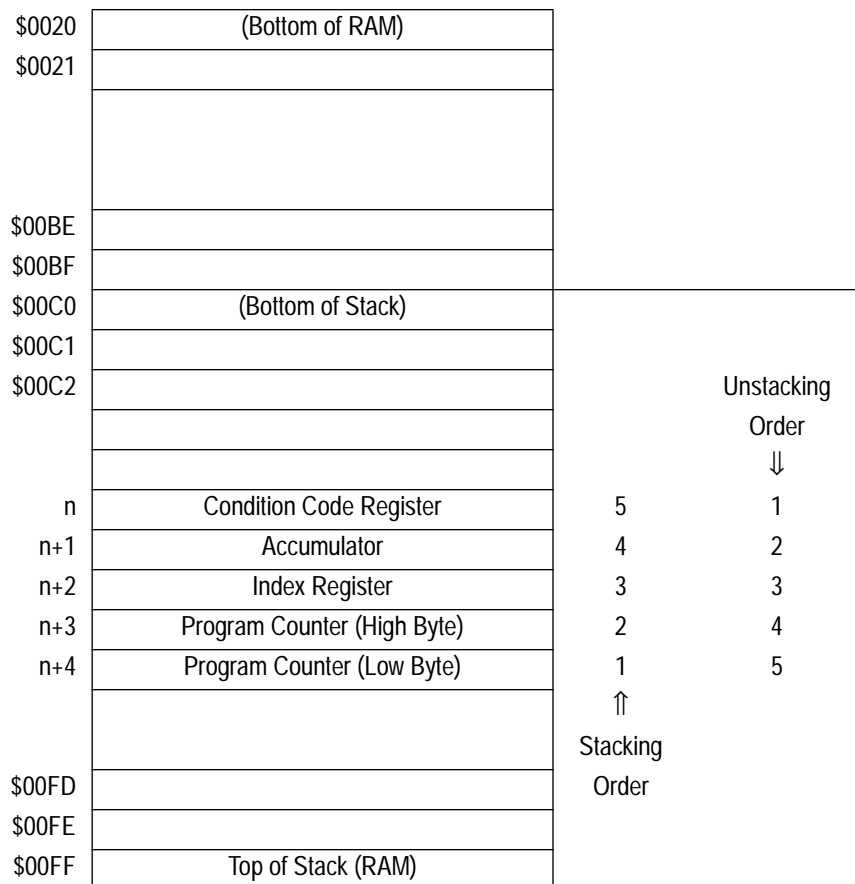 $0020 (Bottom of RAM)
$0021
$00BE
$00BF
$00C0 (Bottom of Stack)
$00C1
$00C2 Unstacking
Order
⇓
n Condition Code Register 5 1
n+1 Accumulator 4 2
n+2 Index Register 3 3
n+3 Program Counter (High Byte) 2 4
n+4 Program Counter (Low Byte) 1 5
⇑
Stacking
$00FD Order
$00FE
$00FF Top of Stack (RAM)